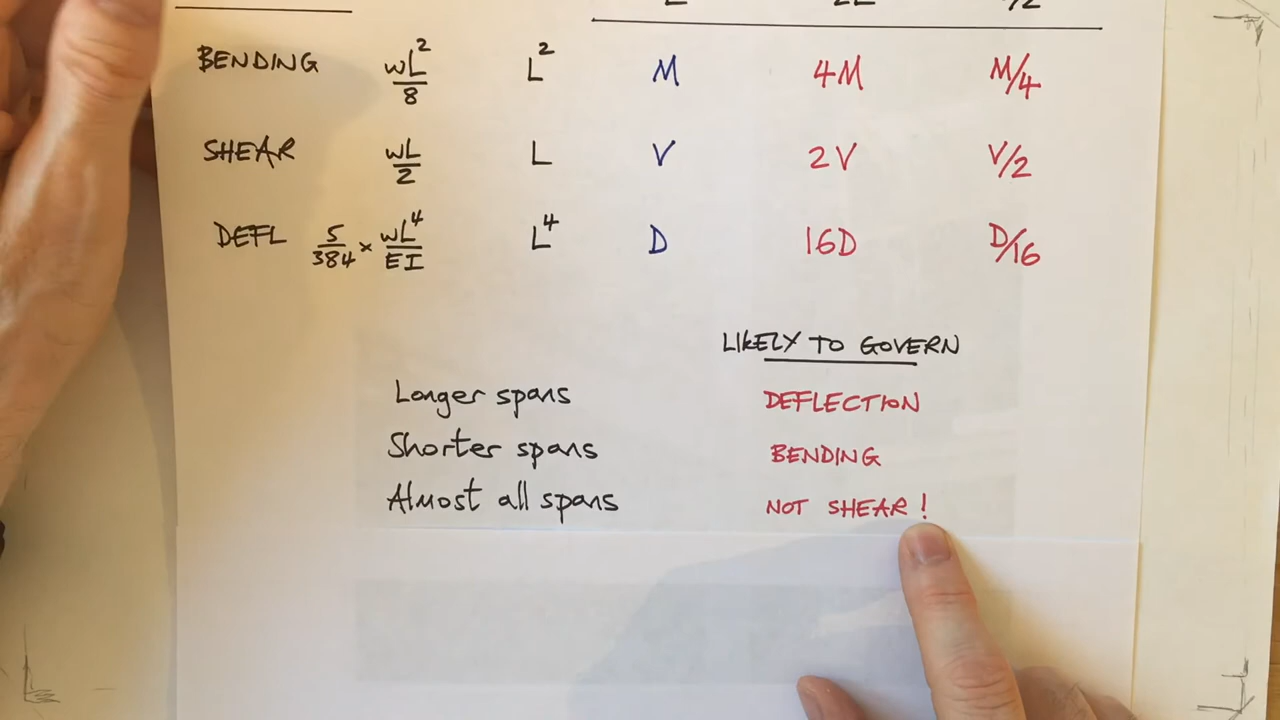 BENDING wL²/8 L² M 4M M/4
SHEAR wL/2 L V 2V V/2
DEFL 5/384 × wL⁴/EI L⁴ D 16D D/16
LIKELY TO GOVERN
Longer spans DEFLECTION
Shorter spans BENDING
Almost all spans NOT SHEAR!